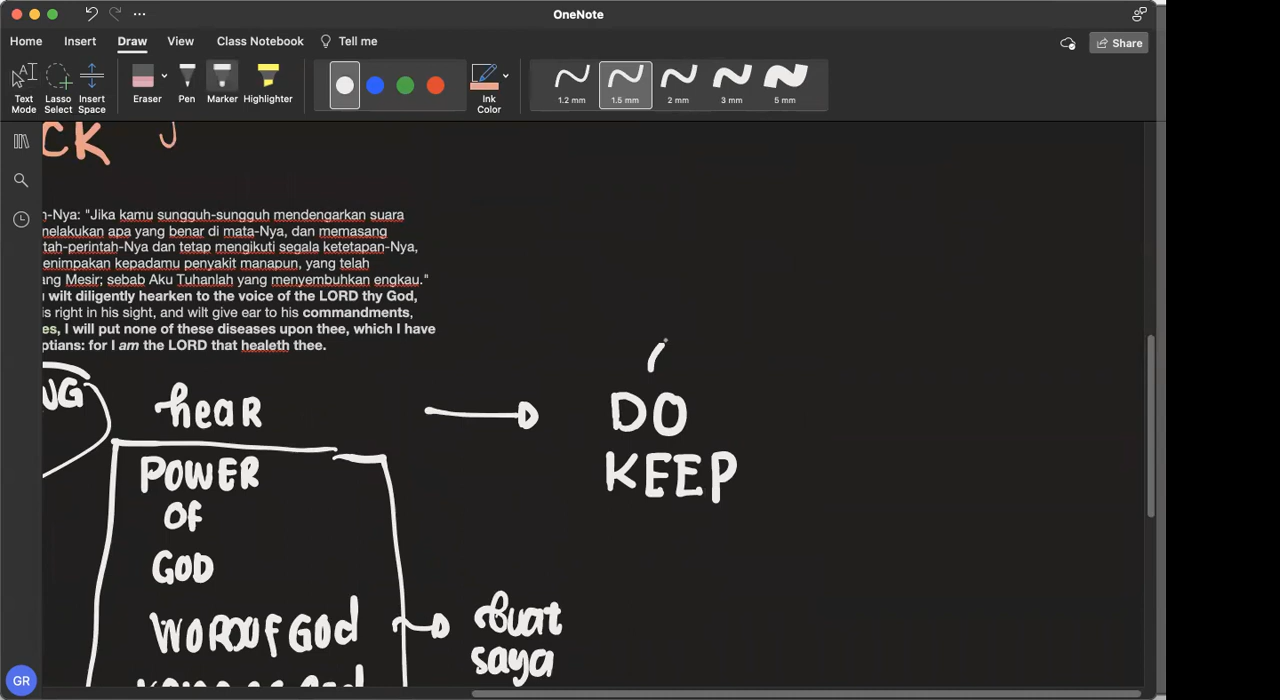 OneNote
Home Insert Draw View Class Notebook Tell me
Share
Text Mode
Lasso Select
Insert Space
Eraser
Pen
Marker
Highlighter
Ink Color
1.2 mm
1.5 mm
2 mm
3 mm
5 mm
CK
n-Nya: "Jika kamu sungguh-sungguh mendengarkan suara
melakukan apa yang benar di mata-Nya, dan memasang
tah-perintah-Nya dan tetap mengikuti segala ketetapan-Nya,
enimpakan kepadamu penyakit manapun, yang telah
ang Mesir; sebab Aku Tuhanlah yang menyembuhkan engkau."
wilt diligently hearken to the voice of the LORD thy God,
is right in his sight, and wilt give ear to his commandments,
es, I will put none of these diseases upon thee, which I have
ptians: for I am the LORD that healeth thee.
NG
hear
DO
KEEP
POWER
OF
GOD
WORD OF GOD
buat
saya
GR